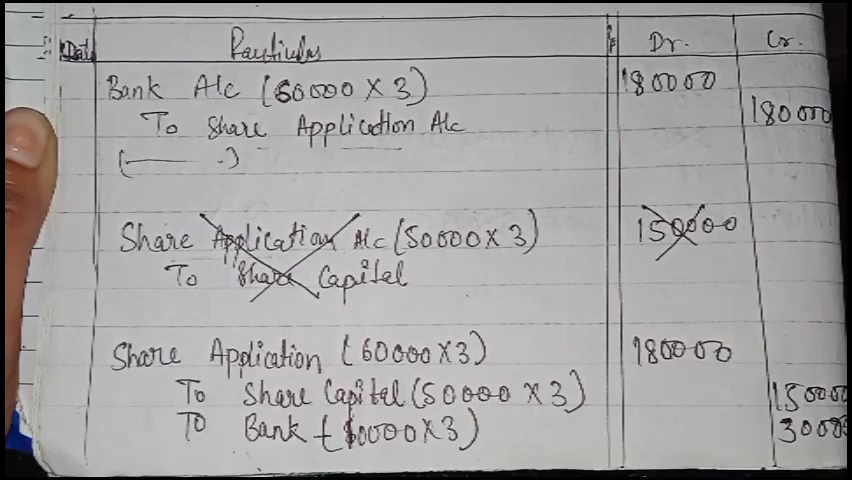 Date Particulars Dr. Cr.
Bank A/c (60000 X 3) 180000
To Share Application A/c 180000
(—— .)
Share Application A/c (50000 X 3) 150000
To Share Capital
Share Application (60000 X 3) 180000
To Share Capital (50000 X 3) 150000
To Bank (10000 X 3) 30000